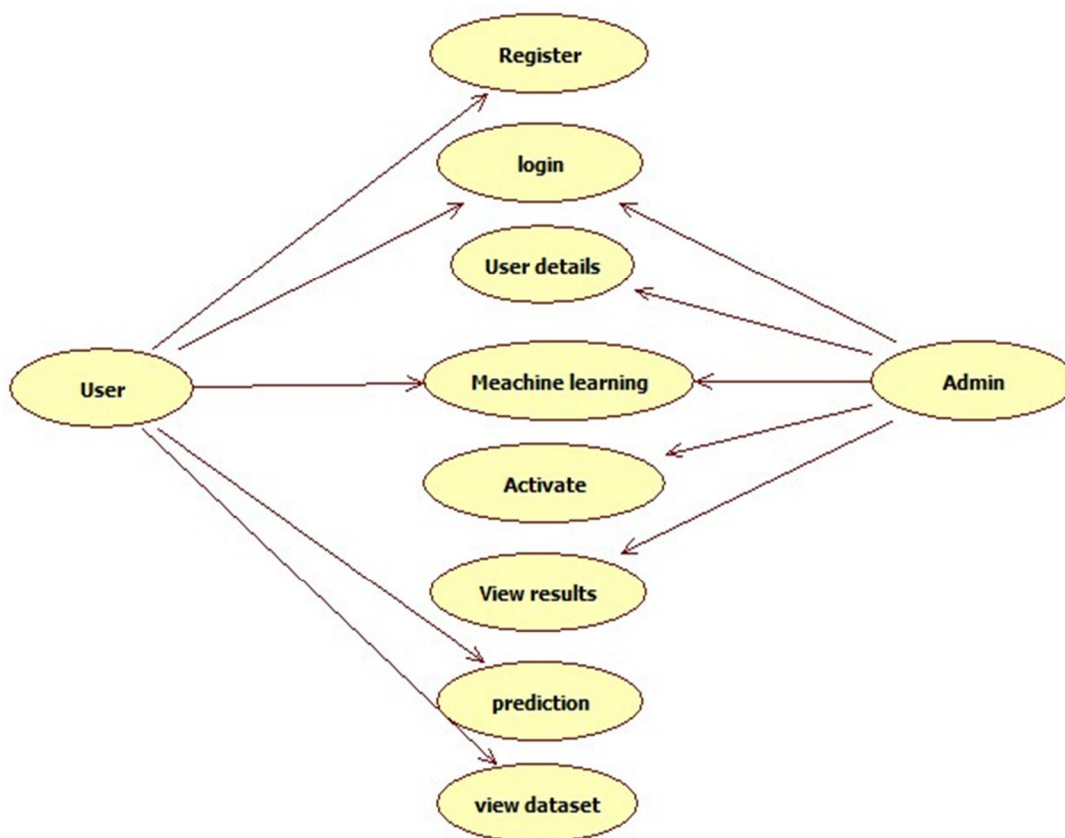 Register
login
User details
User
Meachine learning
Admin
Activate
View results
prediction
view dataset